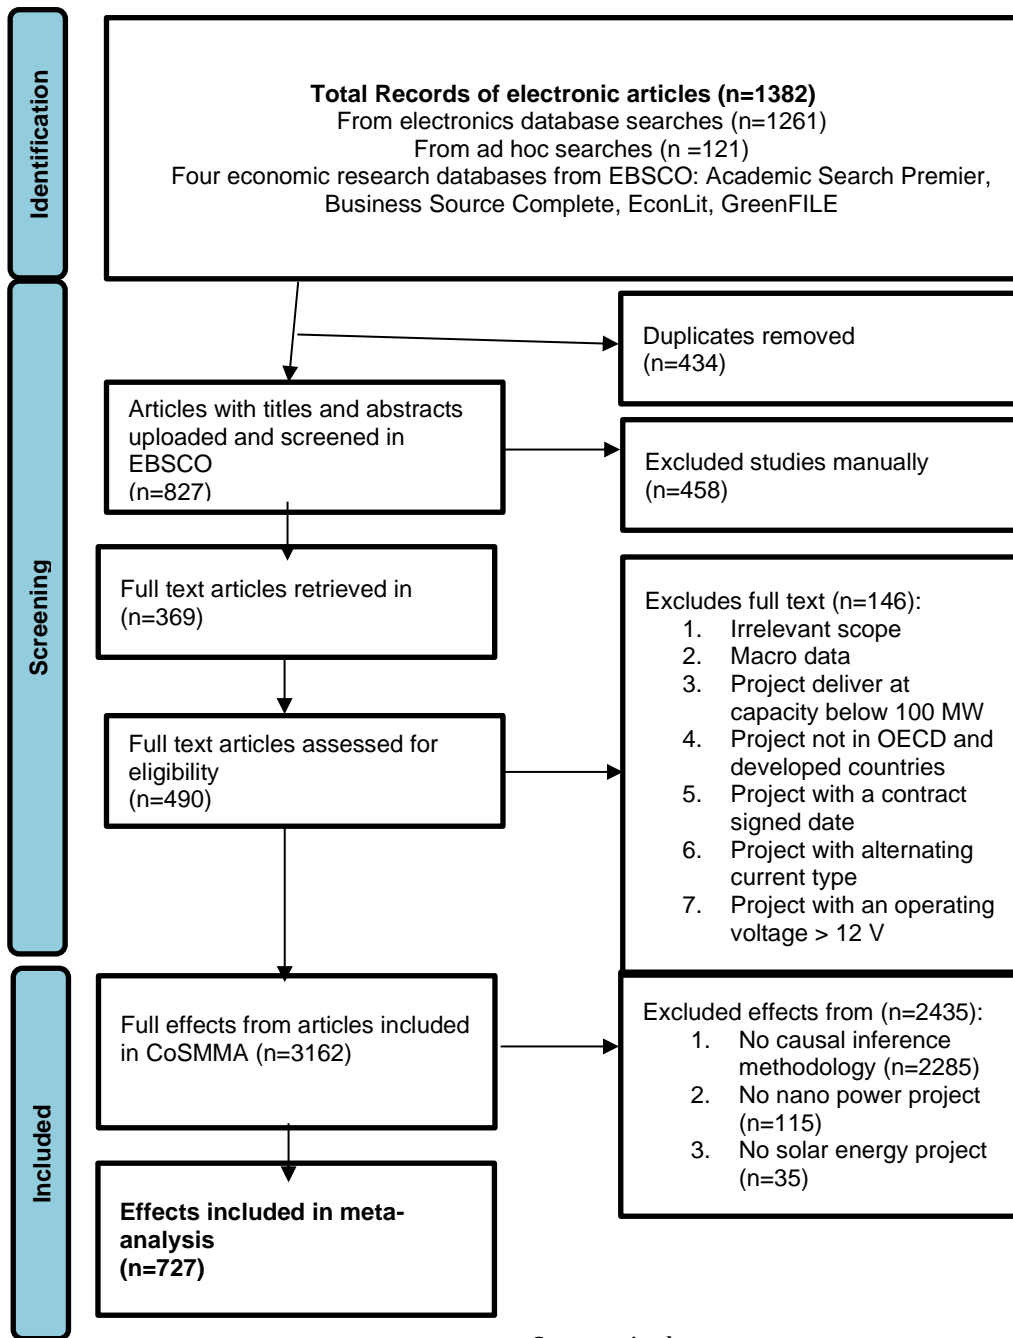 Identification
Total Records of electronic articles (n=1382)
From electronics database searches (n=1261)
From ad hoc searches (n =121)
Four economic research databases from EBSCO: Academic Search Premier,
Business Source Complete, EconLit, GreenFILE
Screening
Duplicates removed
(n=434)
Articles with titles and abstracts
uploaded and screened in
EBSCO
(n=827)
Excluded studies manually
(n=458)
Full text articles retrieved in
(n=369)
Excludes full text (n=146):
1. Irrelevant scope
2. Macro data
3. Project deliver at
capacity below 100 MW
4. Project not in OECD and
developed countries
5. Project with a contract
signed date
6. Project with alternating
current type
7. Project with an operating
voltage > 12 V
Full text articles assessed for
eligibility
(n=490)
Included
Full effects from articles included
in CoSMMA (n=3162)
Excluded effects from (n=2435):
1. No causal inference
methodology (n=2285)
2. No nano power project
(n=115)
3. No solar energy project
(n=35)
Effects included in meta-
analysis
(n=727)